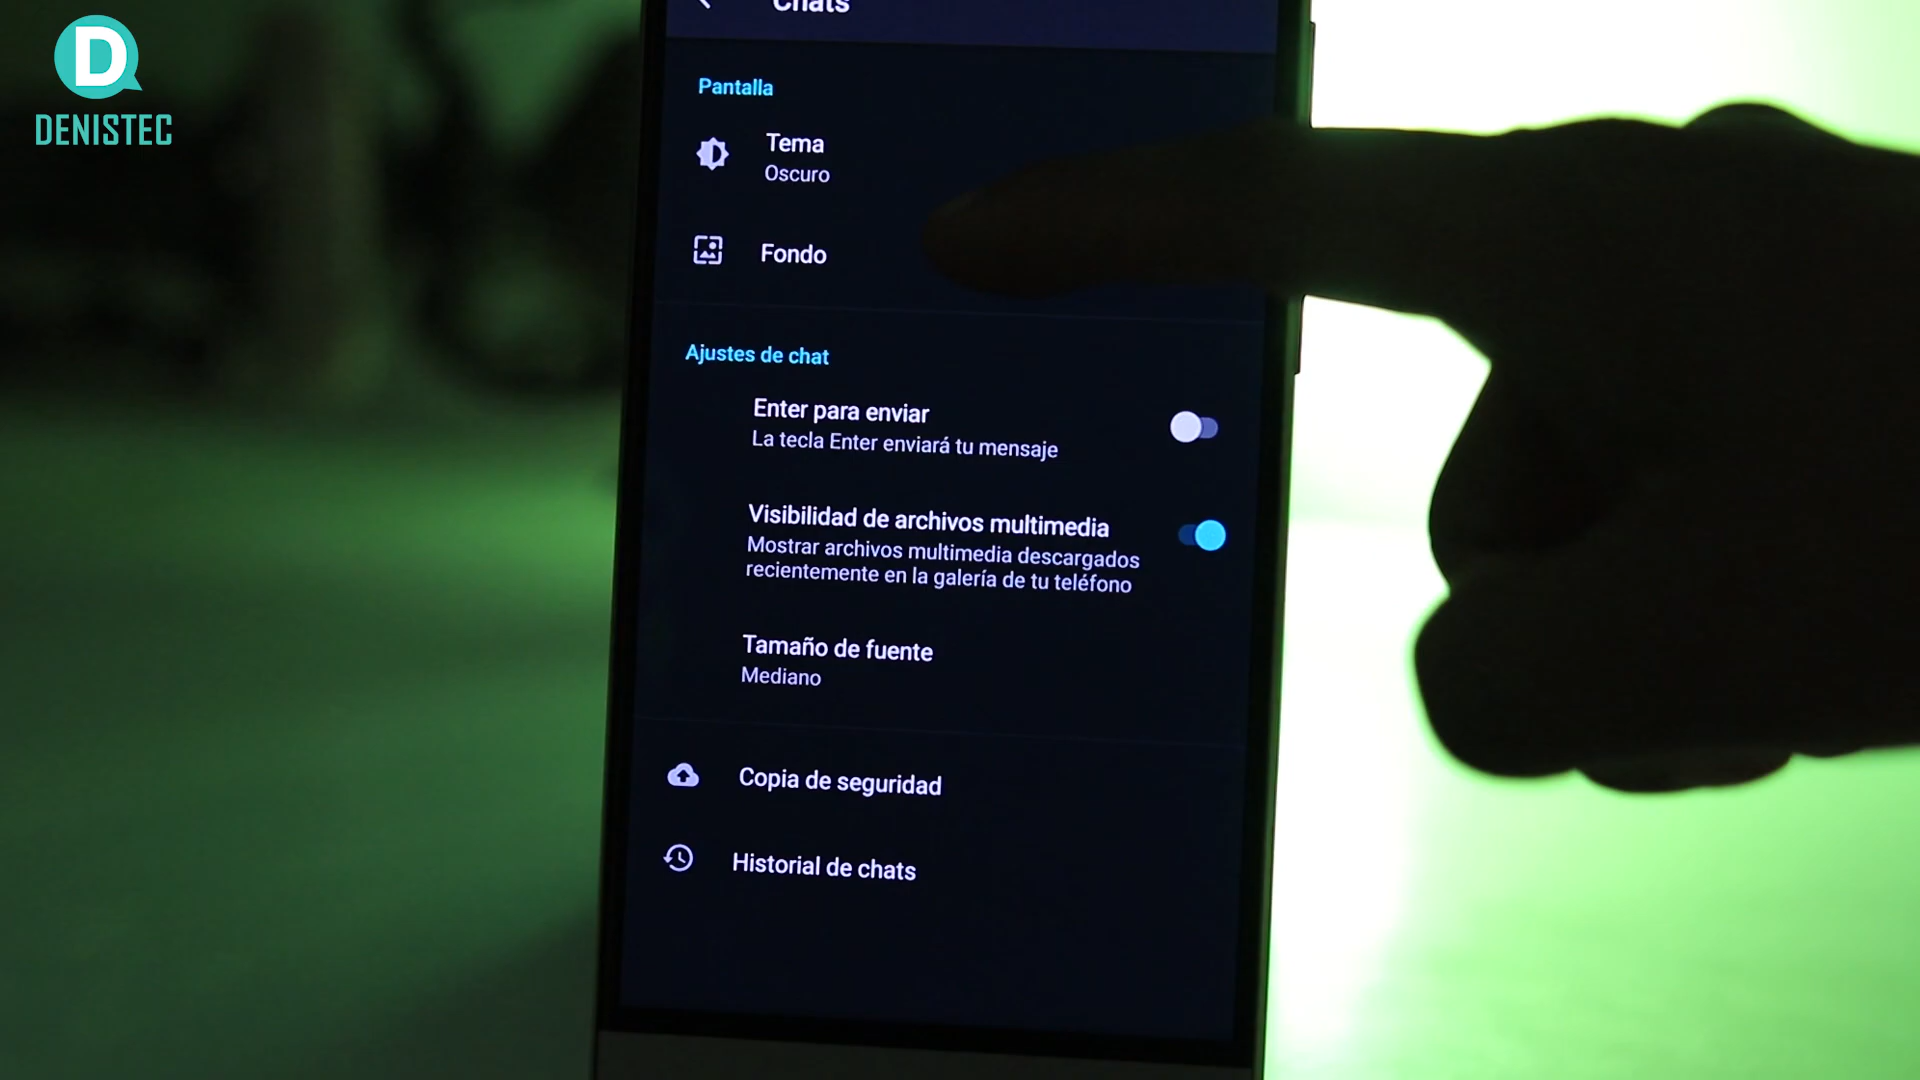 D
DENISTEC
Chats
Pantalla
Tema
Oscuro
Fondo
Ajustes de chat
Enter para enviar
La tecla Enter enviará tu mensaje
Visibilidad de archivos multimedia
Mostrar archivos multimedia descargados
recientemente en la galería de tu teléfono
Tamaño de fuente
Mediano
Copia de seguridad
Historial de chats